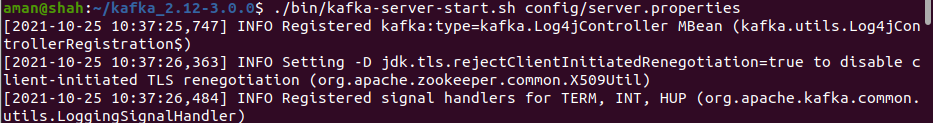 aman@shah:~/kafka_2.12-3.0.0$ ./bin/kafka-server-start.sh config/server.properties
[2021-10-25 10:37:25,747] INFO Registered kafka:type=kafka.Log4jController MBean (kafka.utils.Log4jCon
trollerRegistration$)
[2021-10-25 10:37:26,363] INFO Setting -D jdk.tls.rejectClientInitiatedRenegotiation=true to disable c
lient-initiated TLS renegotiation (org.apache.zookeeper.common.X509Util)
[2021-10-25 10:37:26,484] INFO Registered signal handlers for TERM, INT, HUP (org.apache.kafka.common.
utils.LoggingSignalHandler)